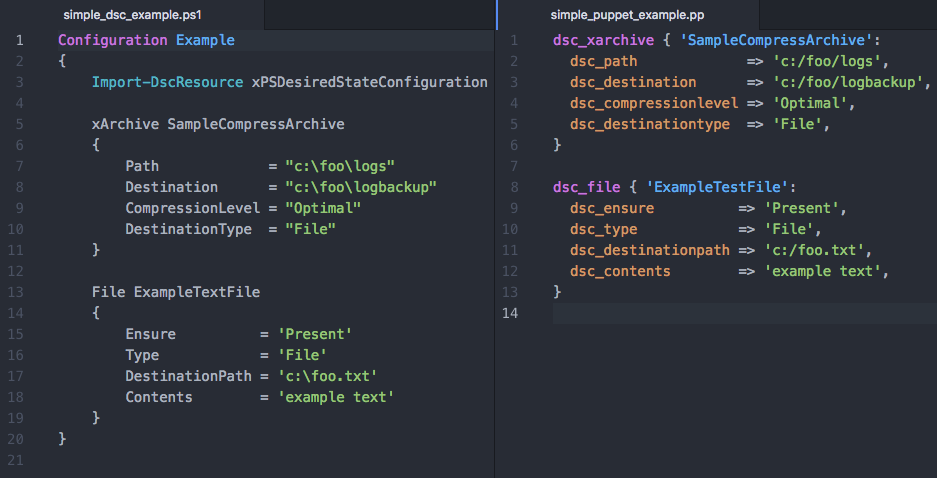 simple_dsc_example.ps1
1 Configuration Example
2 {
3     Import-DscResource xPSDesiredStateConfiguration
4
5     xArchive SampleCompressArchive
6     {
7         Path             = "c:\foo\logs"
8         Destination      = "c:\foo\logbackup"
9         CompressionLevel = "Optimal"
10         DestinationType  = "File"
11     }
12
13     File ExampleTextFile
14     {
15         Ensure          = 'Present'
16         Type            = 'File'
17         DestinationPath = 'c:\foo.txt'
18         Contents        = 'example text'
19     }
20 }
21
simple_puppet_example.pp
1 dsc_xarchive { 'SampleCompressArchive':
2   dsc_path             => 'c:/foo/logs',
3   dsc_destination      => 'c:/foo/logbackup',
4   dsc_compressionlevel => 'Optimal',
5   dsc_destinationtype  => 'File',
6 }
7
8 dsc_file { 'ExampleTestFile':
9   dsc_ensure          => 'Present',
10   dsc_type            => 'File',
11   dsc_destinationpath => 'c:/foo.txt',
12   dsc_contents        => 'example text',
13 }
14